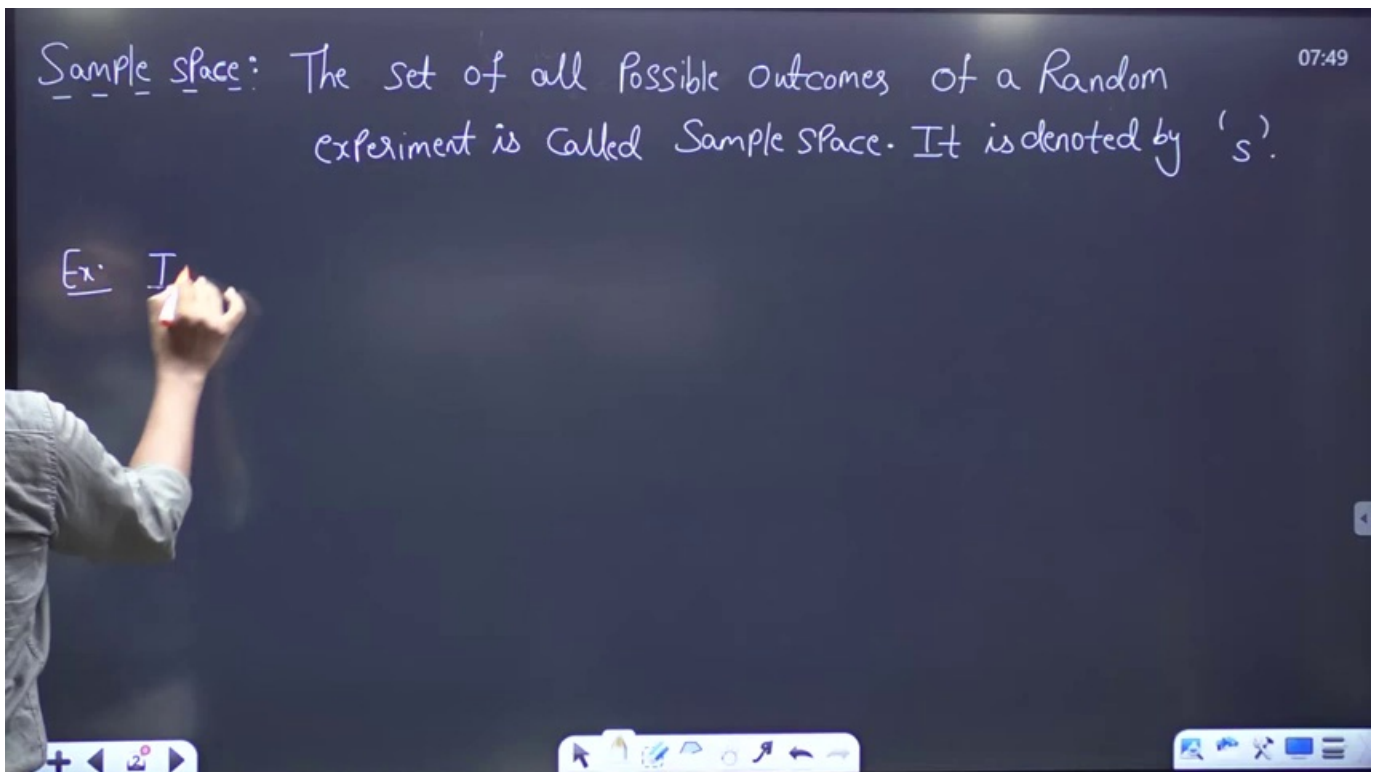 Sample space: The set of all Possible outcomes of a Random
07:49
experiment is called Sample space. It is denoted by 's'.
Ex. I
2